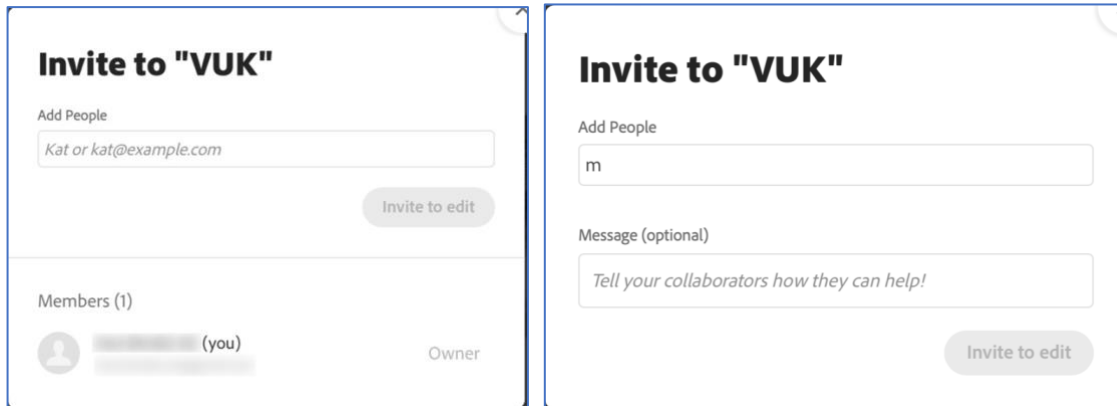 Invite to "VUK"
Add People
Kat or kat@example.com
Invite to edit
Members (1)
(you)
Owner
Invite to "VUK"
Add People
m
Message (optional)
Tell your collaborators how they can help!
Invite to edit